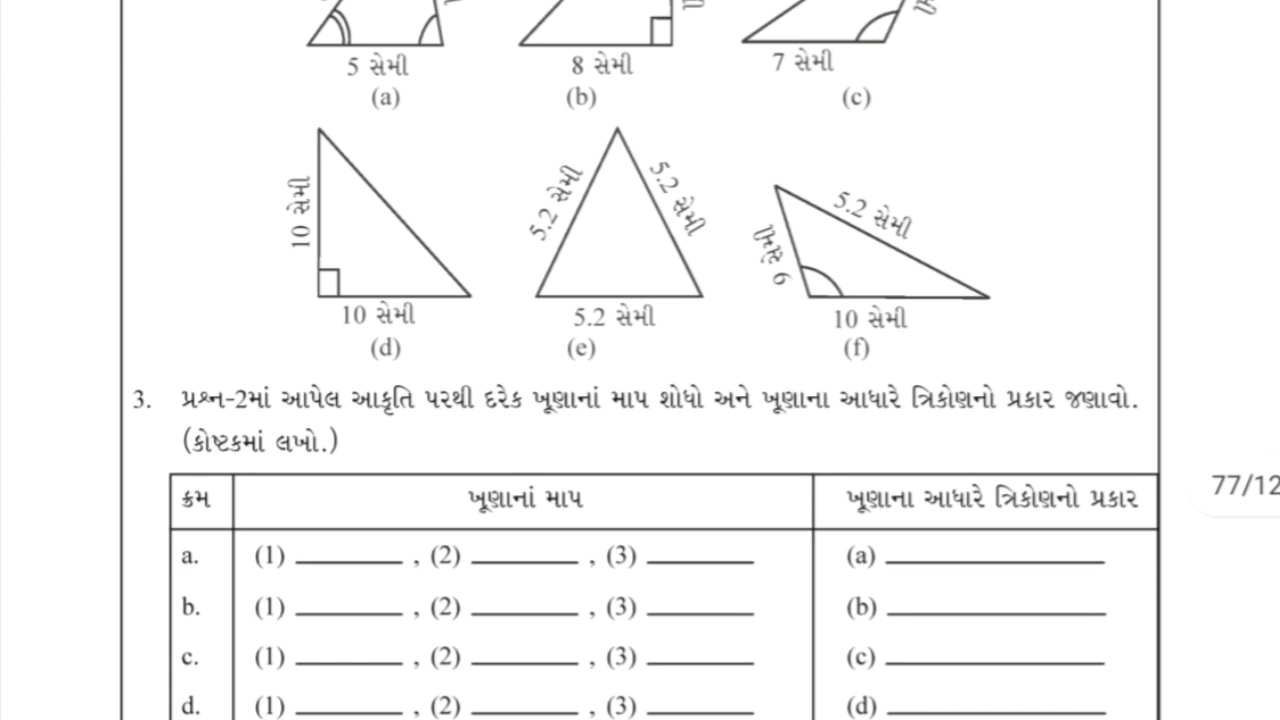 5 સેમી
8 સેમી
7 સેમી
(a)
(b)
(c)
10 સેમી
5.2 સેમી
5.2 સેમી
5.2 સેમી
6 સેમી
10 સેમી
5.2 સેમી
10 સેમી
(d)
(e)
(f)
3. પ્રશ્ન-2માં આપેલ આકૃતિ પરથી દરેક ખૂણાનાં માપ શોધો અને ખૂણાના આધારે ત્રિકોણનો પ્રકાર જણાવો.
(કોષ્ટકમાં લખો.)
77/12
ક્રમ ખૂણાનાં માપ ખૂણાના આધારે ત્રિકોણનો પ્રકાર
a. (1) ________ , (2) ________ , (3) ________ (a) ________________
b. (1) ________ , (2) ________ , (3) ________ (b) ________________
c. (1) ________ , (2) ________ , (3) ________ (c) ________________
d. (1) ________ , (2) ________ , (3) ________ (d) ________________